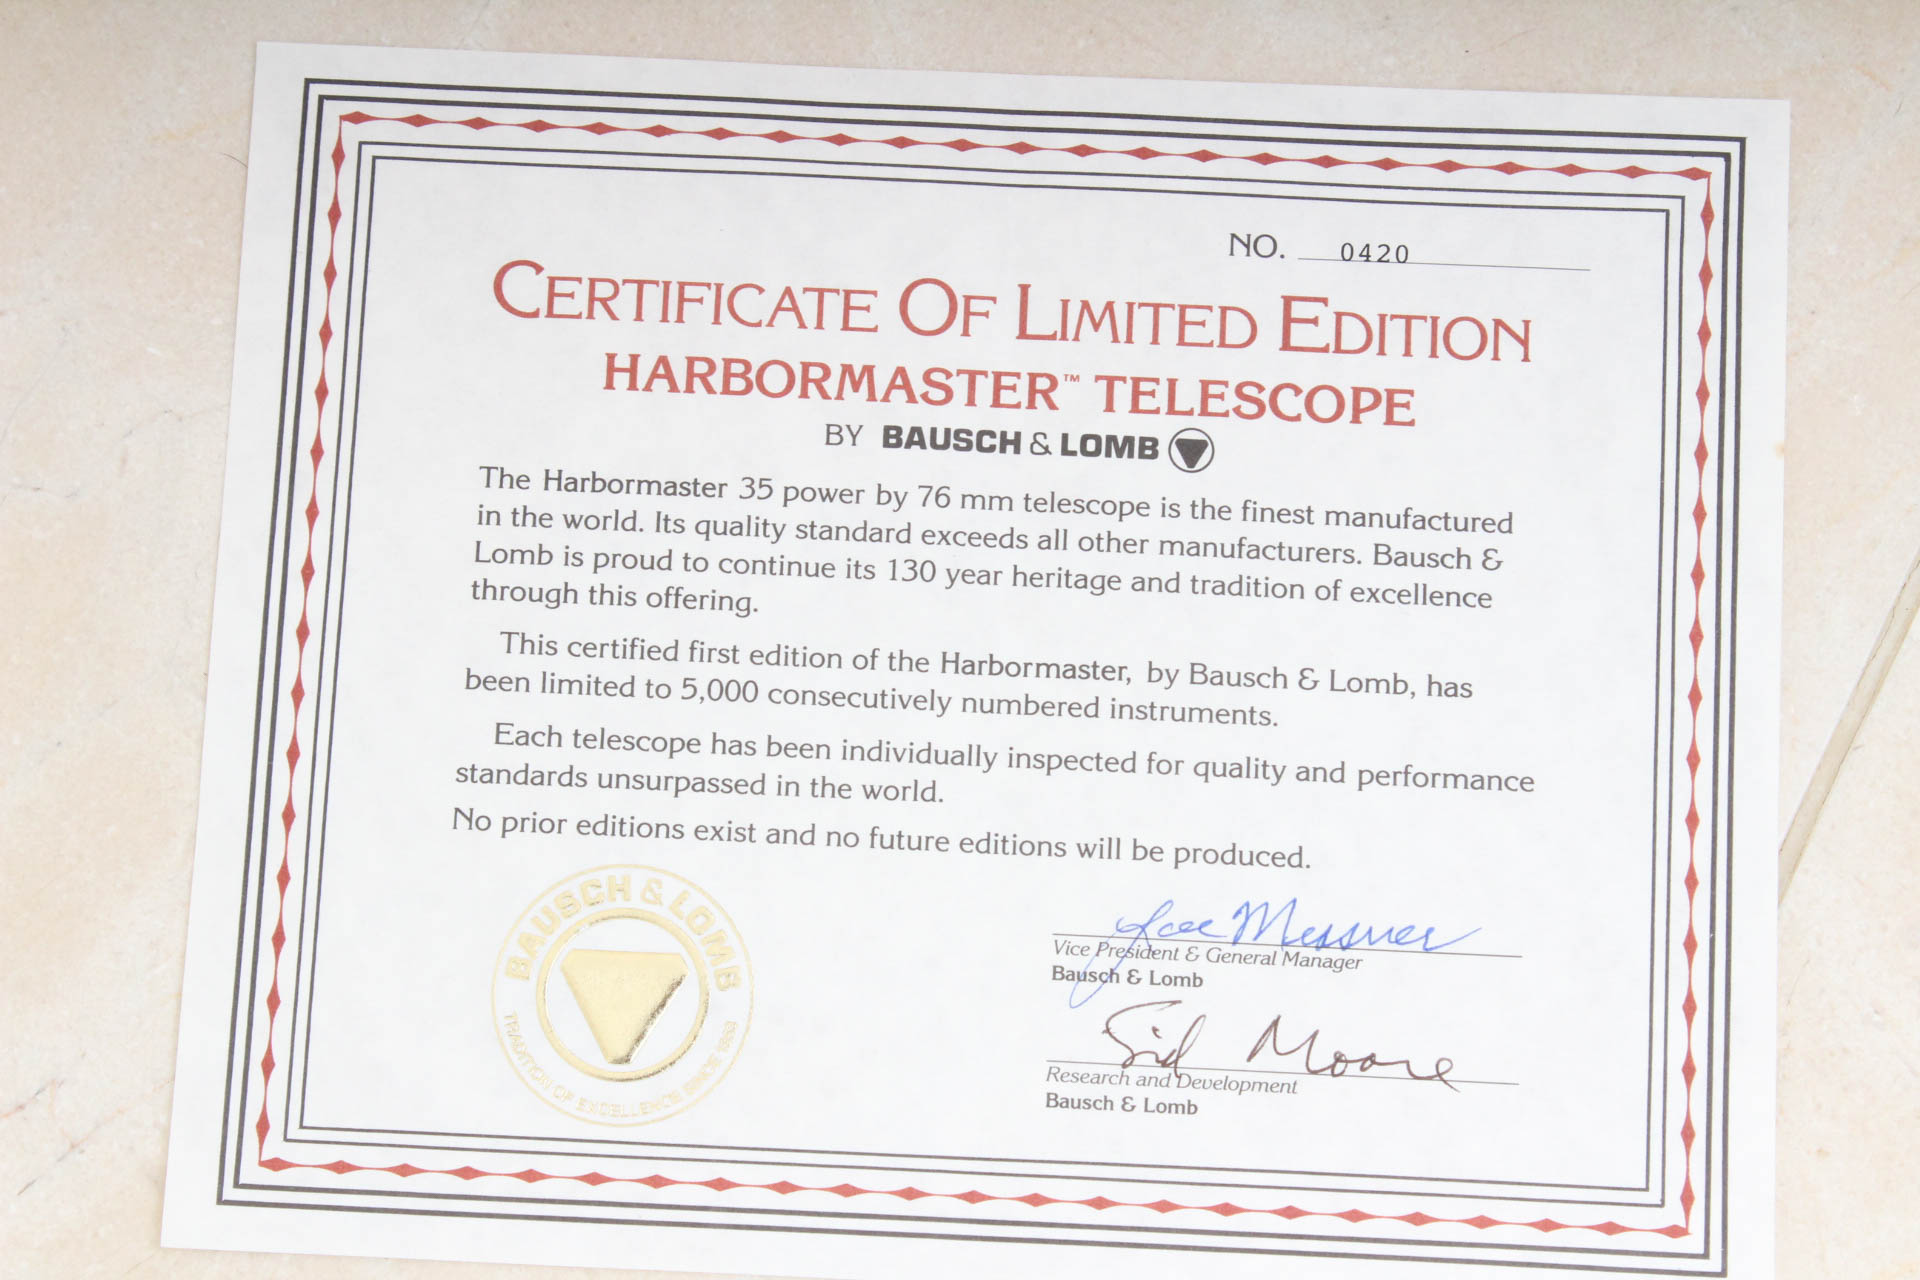 NO. 0420
CERTIFICATE OF LIMITED EDITION
HARBORMASTER™ TELESCOPE
BY BAUSCH & LOMB
The Harbormaster 35 power by 76 mm telescope is the finest manufactured
in the world. Its quality standard exceeds all other manufacturers. Bausch &
Lomb is proud to continue its 130 year heritage and tradition of excellence
through this offering.
This certified first edition of the Harbormaster, by Bausch & Lomb, has
been limited to 5,000 consecutively numbered instruments.
Each telescope has been individually inspected for quality and performance
standards unsurpassed in the world.
No prior editions exist and no future editions will be produced.
BAUSCH & LOMB
TRADITION OF EXCELLENCE SINCE 1853
Messner
Vice President & General Manager
Bausch & Lomb
Sid Moore
Research and Development
Bausch & Lomb